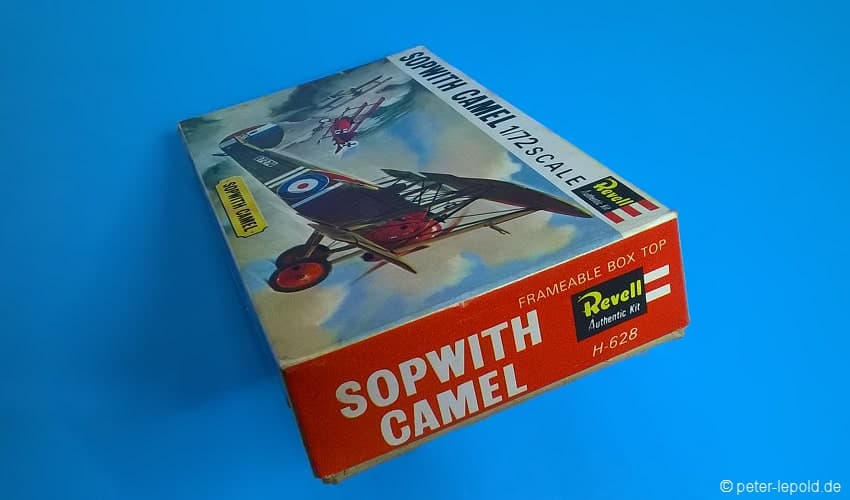 SOPWITH CAMEL 1/72 SCALE
Revell
Authentic Kit
SOPWITH CAMEL
FRAMEABLE BOX TOP
Revell
Authentic Kit
H-628
SOPWITH
CAMEL
© peter-lepold.de